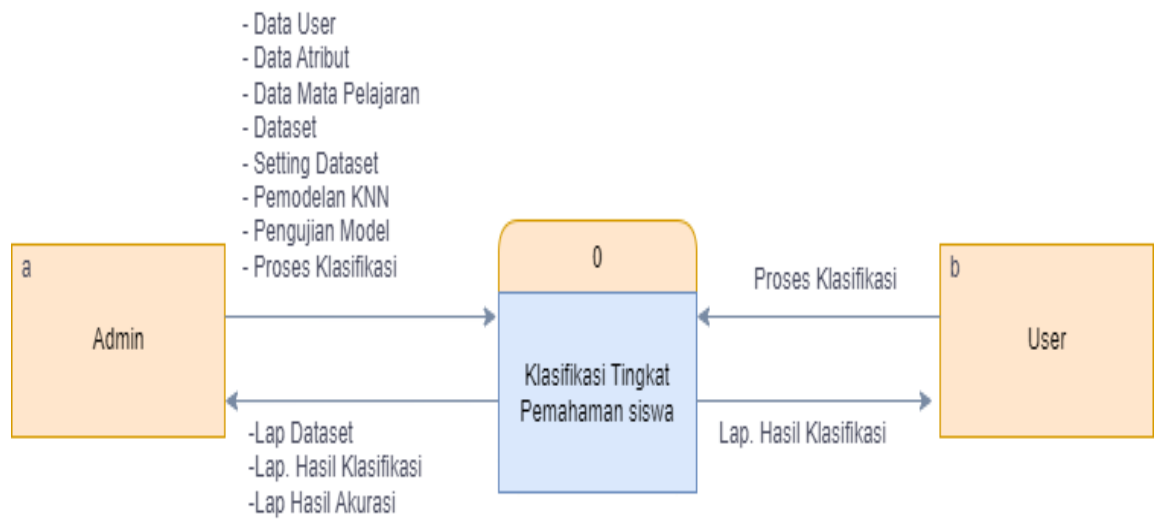 - Data User
- Data Atribut
- Data Mata Pelajaran
- Dataset
- Setting Dataset
- Pemodelan KNN
- Pengujian Model
- Proses Klasifikasi
a
Admin
0
Klasifikasi Tingkat
Pemahaman siswa
Proses Klasifikasi
b
User
-Lap Dataset
-Lap. Hasil Klasifikasi
-Lap Hasil Akurasi
Lap. Hasil Klasifikasi